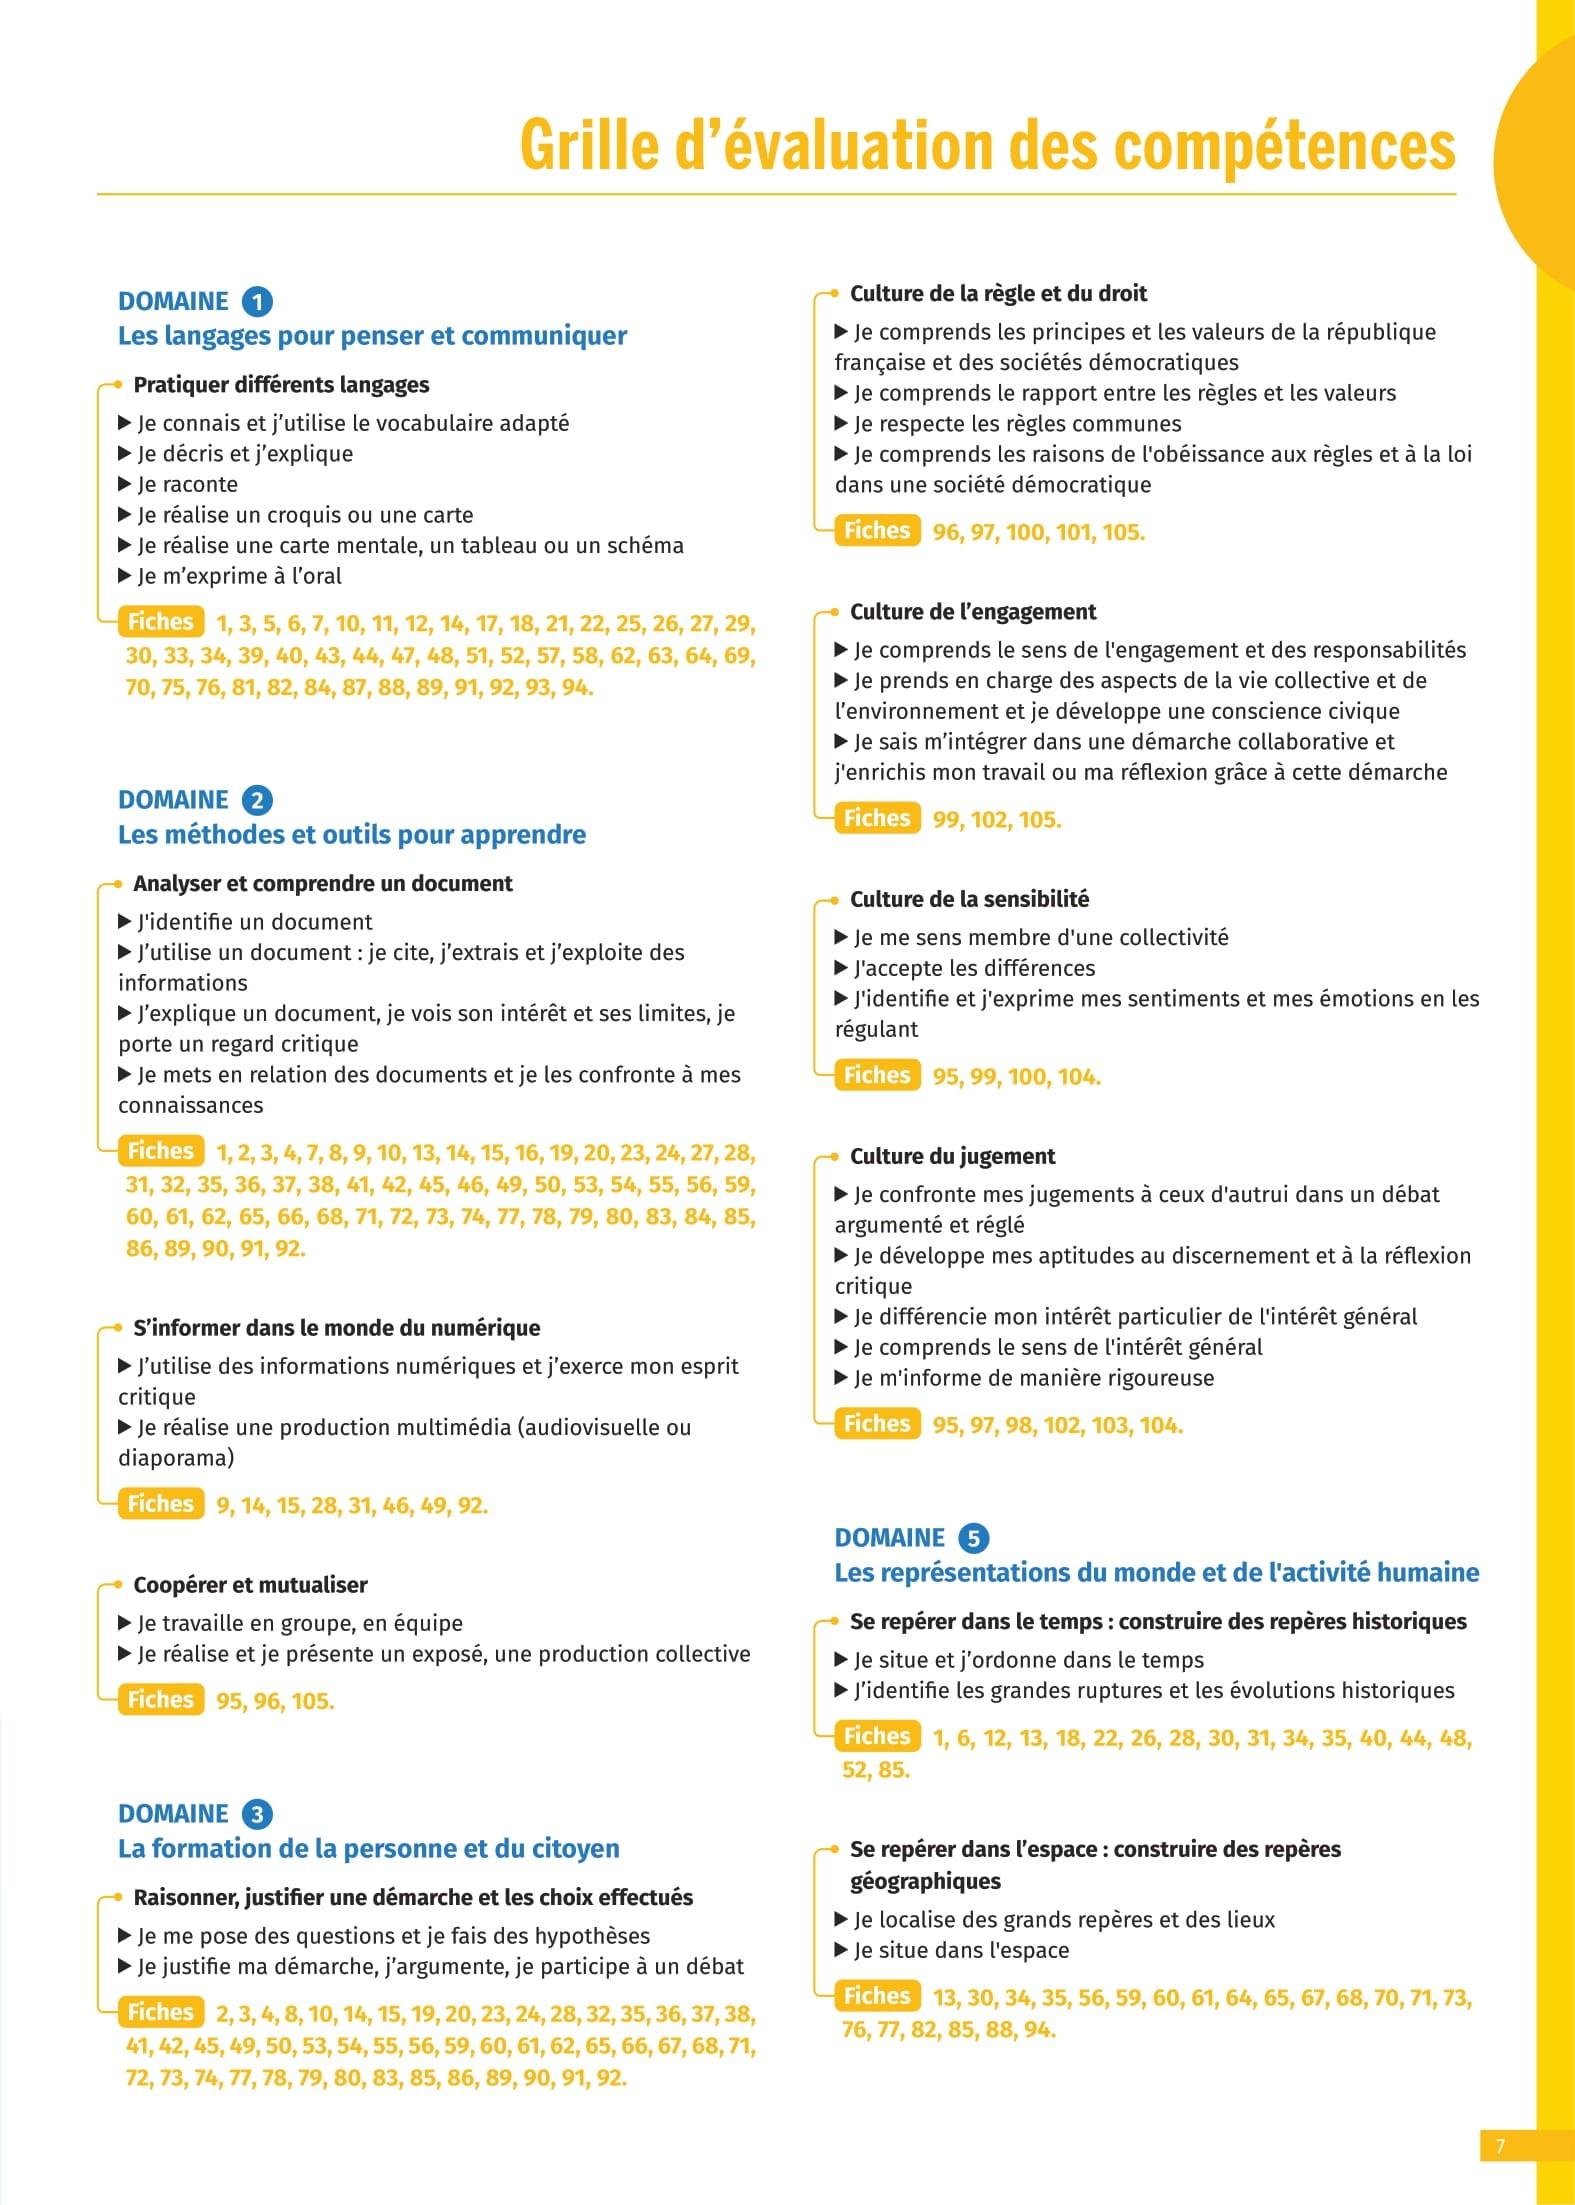 Grille d’évaluation des compétences
DOMAINE 1
Les langages pour penser et communiquer
Pratiquer différents langages
▶ Je connais et j’utilise le vocabulaire adapté
▶ Je décris et j’explique
▶ Je raconte
▶ Je réalise un croquis ou une carte
▶ Je réalise une carte mentale, un tableau ou un schéma
▶ Je m’exprime à l’oral
Fiches 1, 3, 5, 6, 7, 10, 11, 12, 14, 17, 18, 21, 22, 25, 26, 27, 29,
30, 33, 34, 39, 40, 43, 44, 47, 48, 51, 52, 57, 58, 62, 63, 64, 69,
70, 75, 76, 81, 82, 84, 87, 88, 89, 91, 92, 93, 94.
DOMAINE 2
Les méthodes et outils pour apprendre
Analyser et comprendre un document
▶ J'identifie un document
▶ J’utilise un document : je cite, j’extrais et j’exploite des
informations
▶ J’explique un document, je vois son intérêt et ses limites, je
porte un regard critique
▶ Je mets en relation des documents et je les confronte à mes
connaissances
Fiches 1, 2, 3, 4, 7, 8, 9, 10, 13, 14, 15, 16, 19, 20, 23, 24, 27, 28,
31, 32, 35, 36, 37, 38, 41, 42, 45, 46, 49, 50, 53, 54, 55, 56, 59,
60, 61, 62, 65, 66, 68, 71, 72, 73, 74, 77, 78, 79, 80, 83, 84, 85,
86, 89, 90, 91, 92.
S’informer dans le monde du numérique
▶ J’utilise des informations numériques et j’exerce mon esprit
critique
▶ Je réalise une production multimédia (audiovisuelle ou
diaporama)
Fiches 9, 14, 15, 28, 31, 46, 49, 92.
Coopérer et mutualiser
▶ Je travaille en groupe, en équipe
▶ Je réalise et je présente un exposé, une production collective
Fiches 95, 96, 105.
DOMAINE 3
La formation de la personne et du citoyen
Raisonner, justifier une démarche et les choix effectués
▶ Je me pose des questions et je fais des hypothèses
▶ Je justifie ma démarche, j’argumente, je participe à un débat
Fiches 2, 3, 4, 8, 10, 14, 15, 19, 20, 23, 24, 28, 32, 35, 36, 37, 38,
41, 42, 45, 49, 50, 53, 54, 55, 56, 59, 60, 61, 62, 65, 66, 67, 68, 71,
72, 73, 74, 77, 78, 79, 80, 83, 85, 86, 89, 90, 91, 92.
Culture de la règle et du droit
▶ Je comprends les principes et les valeurs de la république
française et des sociétés démocratiques
▶ Je comprends le rapport entre les règles et les valeurs
▶ Je respecte les règles communes
▶ Je comprends les raisons de l'obéissance aux règles et à la loi
dans une société démocratique
Fiches 96, 97, 100, 101, 105.
Culture de l’engagement
▶ Je comprends le sens de l'engagement et des responsabilités
▶ Je prends en charge des aspects de la vie collective et de
l’environnement et je développe une conscience civique
▶ Je sais m’intégrer dans une démarche collaborative et
j'enrichis mon travail ou ma réflexion grâce à cette démarche
Fiches 99, 102, 105.
Culture de la sensibilité
▶ Je me sens membre d'une collectivité
▶ J'accepte les différences
▶ J'identifie et j'exprime mes sentiments et mes émotions en les
régulant
Fiches 95, 99, 100, 104.
Culture du jugement
▶ Je confronte mes jugements à ceux d'autrui dans un débat
argumenté et réglé
▶ Je développe mes aptitudes au discernement et à la réflexion
critique
▶ Je différencie mon intérêt particulier de l'intérêt général
▶ Je comprends le sens de l'intérêt général
▶ Je m'informe de manière rigoureuse
Fiches 95, 97, 98, 102, 103, 104.
DOMAINE 5
Les représentations du monde et de l'activité humaine
Se repérer dans le temps : construire des repères historiques
▶ Je situe et j’ordonne dans le temps
▶ J’identifie les grandes ruptures et les évolutions historiques
Fiches 1, 6, 12, 13, 18, 22, 26, 28, 30, 31, 34, 35, 40, 44, 48,
52, 85.
Se repérer dans l’espace : construire des repères
géographiques
▶ Je localise des grands repères et des lieux
▶ Je situe dans l'espace
Fiches 13, 30, 34, 35, 56, 59, 60, 61, 64, 65, 67, 68, 70, 71, 73,
76, 77, 82, 85, 88, 94.
7